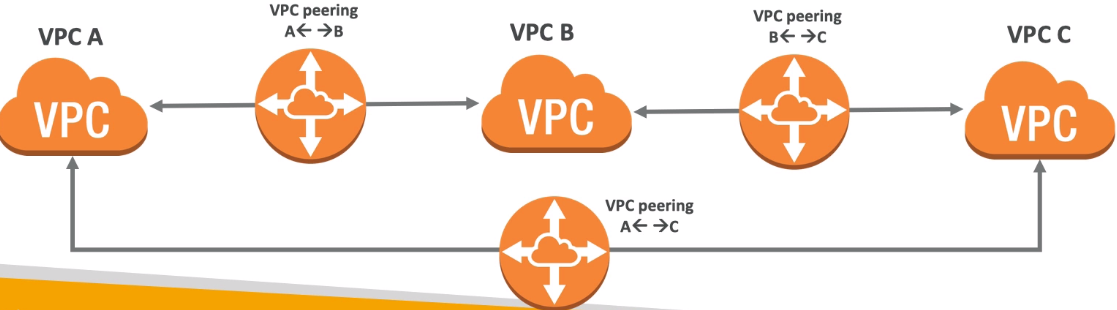 VPC peering
A← →B
VPC peering
B← →C
VPC A
VPC B
VPC C
VPC
VPC
VPC
VPC peering
A← →C